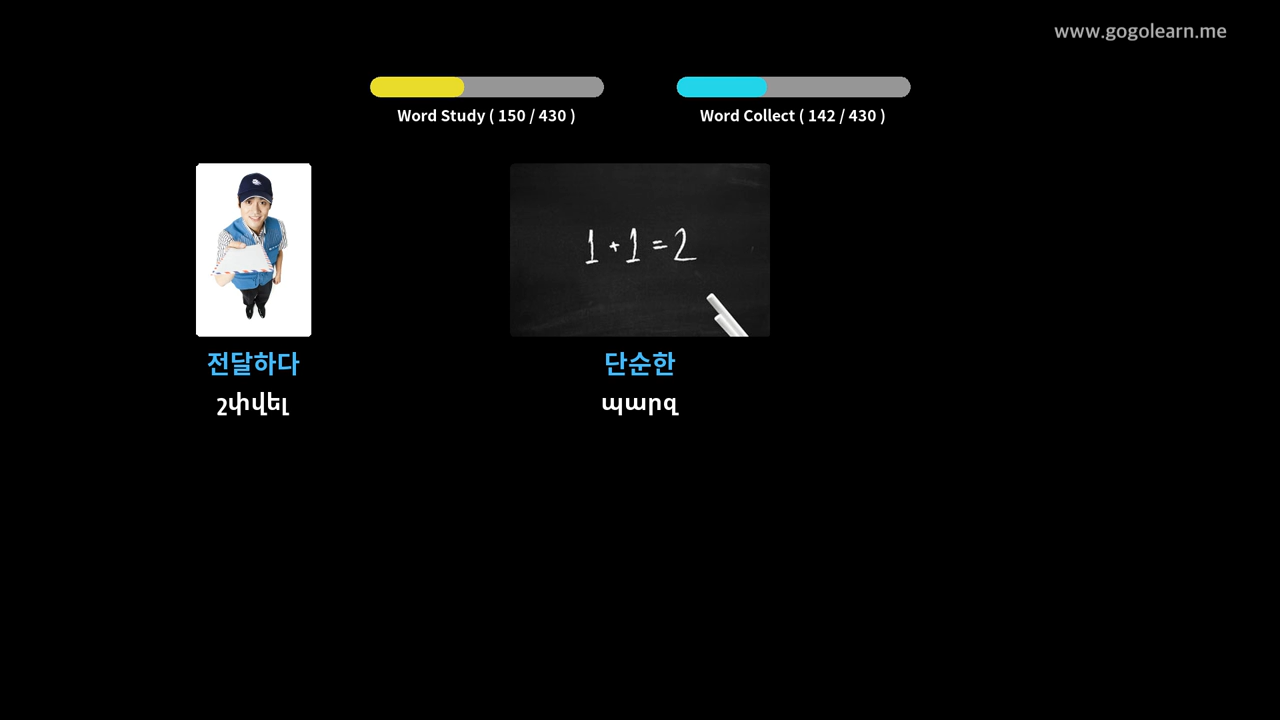 www.gogolearn.me
Word Study ( 150 / 430 )
Word Collect ( 142 / 430 )
1 + 1 = 2
전달하다
շփվել
단순한
պարզ